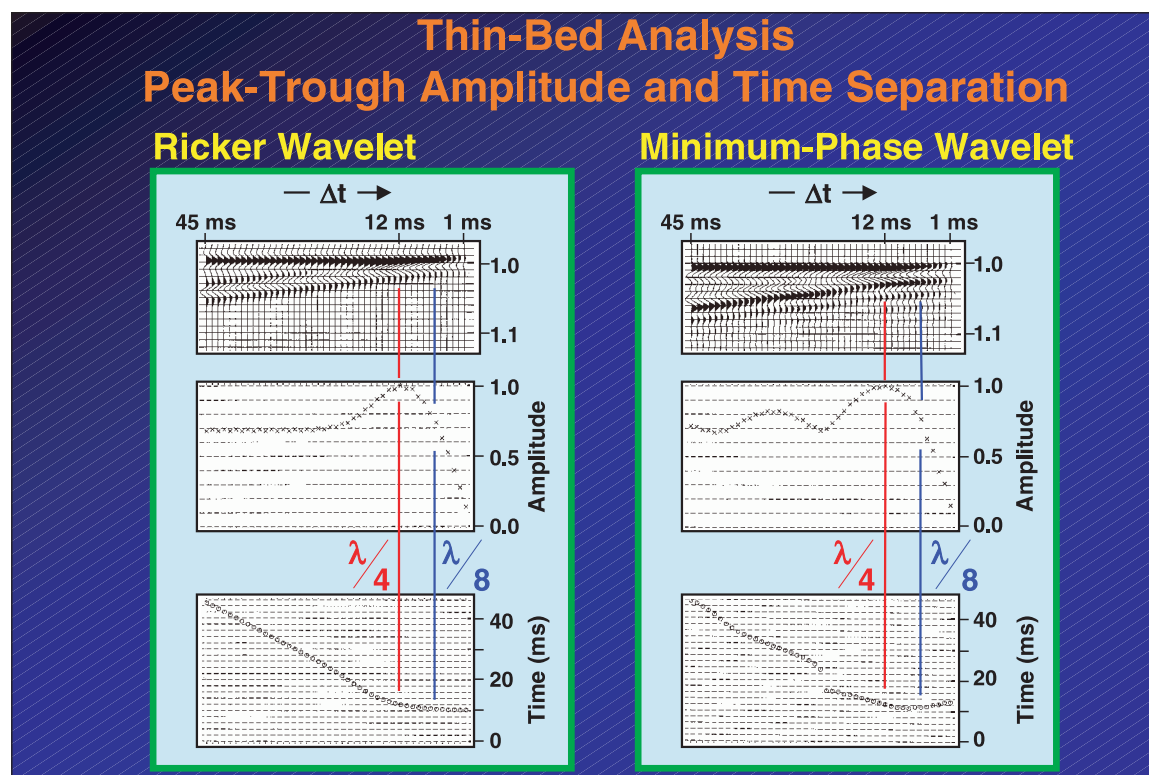 Thin-Bed Analysis
Peak-Trough Amplitude and Time Separation
Ricker Wavelet
Δt
45 ms 12 ms 1 ms
1.0
1.1
1.0
0.5
0.0
Amplitude
λ/4 λ/8
40
20
0
Time (ms)
Minimum-Phase Wavelet
Δt
45 ms 12 ms 1 ms
1.0
1.1
1.0
0.5
0.0
Amplitude
λ/4 λ/8
40
20
0
Time (ms)